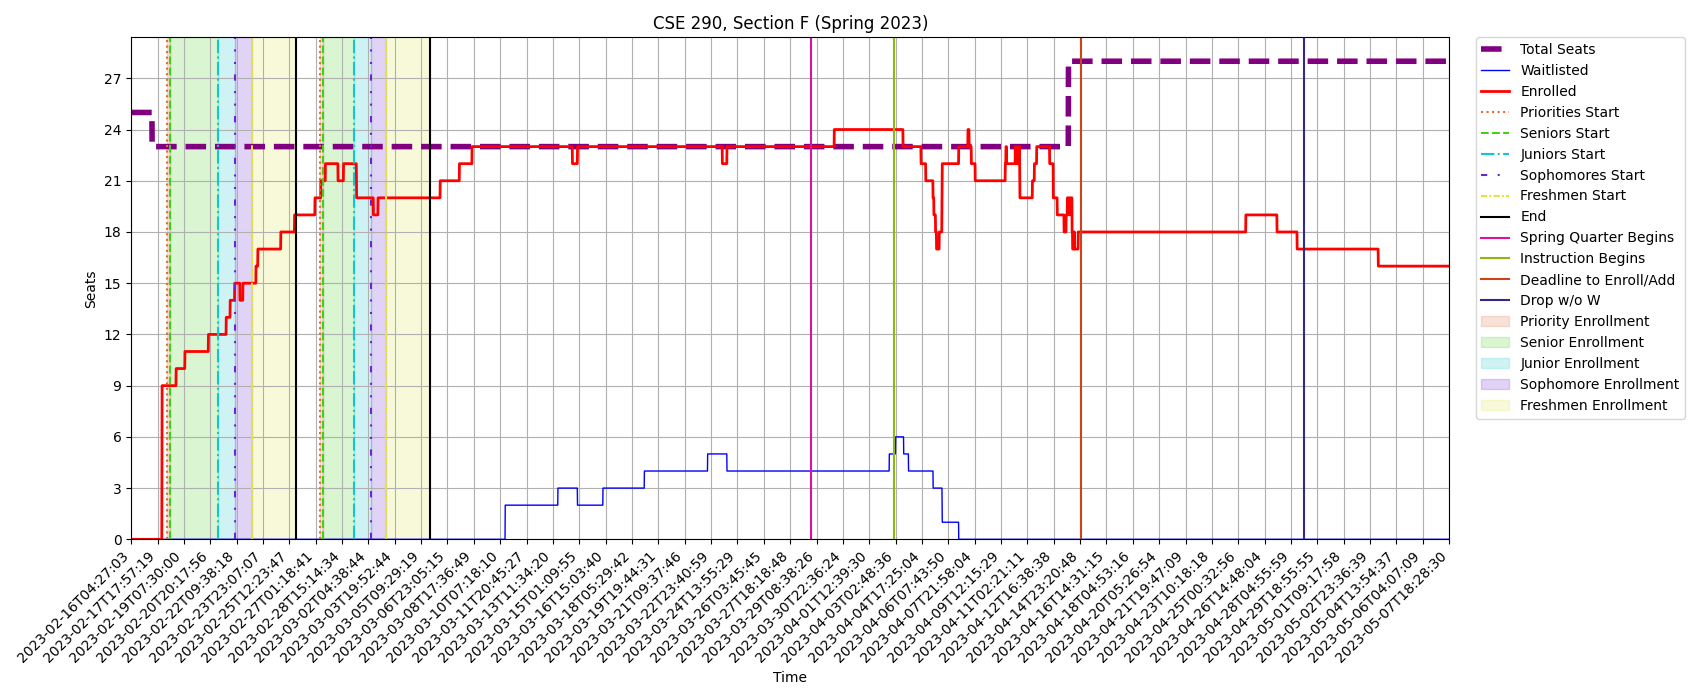 CSE 290, Section F (Spring 2023)
Seats
27
24
21
18
15
12
9
6
3
0
2023-02-16T04:27:03
2023-02-17T17:57:19
2023-02-19T07:30:00
2023-02-20T20:17:56
2023-02-22T09:38:18
2023-02-23T23:07:07
2023-02-25T12:23:47
2023-02-27T01:18:41
2023-02-28T15:14:34
2023-03-02T04:38:44
2023-03-03T19:52:44
2023-03-05T09:29:19
2023-03-06T23:05:15
2023-03-08T13:36:49
2023-03-10T07:18:10
2023-03-11T20:45:27
2023-03-13T11:34:20
2023-03-15T01:09:55
2023-03-16T15:03:40
2023-03-18T05:29:42
2023-03-19T19:44:31
2023-03-21T09:37:46
2023-03-22T23:40:59
2023-03-24T13:55:29
2023-03-26T03:45:45
2023-03-27T18:18:48
2023-03-29T08:38:26
2023-03-30T22:36:24
2023-04-01T12:39:30
2023-04-03T02:48:36
2023-04-04T17:25:04
2023-04-06T07:43:50
2023-04-07T21:58:04
2023-04-09T12:15:29
2023-04-11T02:21:11
2023-04-12T16:38:38
2023-04-14T23:20:48
2023-04-16T14:31:15
2023-04-18T04:53:16
2023-04-20T05:26:54
2023-04-21T19:47:09
2023-04-23T10:18:18
2023-04-25T00:32:56
2023-04-26T14:48:04
2023-04-28T04:55:59
2023-04-29T18:55:55
2023-05-01T09:17:58
2023-05-02T23:36:39
2023-05-04T13:54:37
2023-05-06T04:07:09
2023-05-07T18:28:30
Time
Total Seats
Waitlisted
Enrolled
Priorities Start
Seniors Start
Juniors Start
Sophomores Start
Freshmen Start
End
Spring Quarter Begins
Instruction Begins
Deadline to Enroll/Add
Drop w/o W
Priority Enrollment
Senior Enrollment
Junior Enrollment
Sophomore Enrollment
Freshmen Enrollment